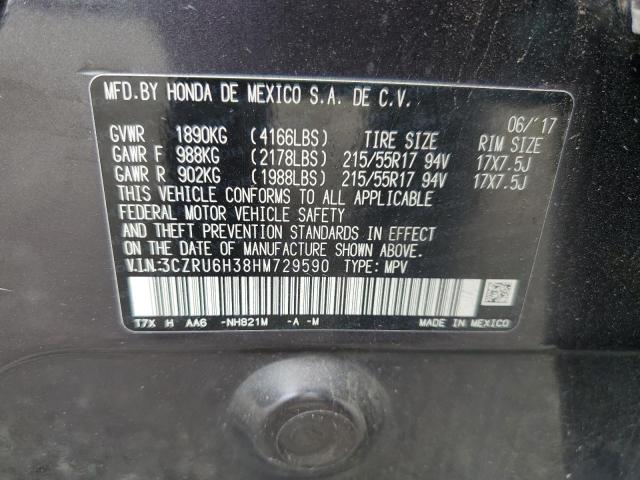 MFD.BY HONDA DE MEXICO S.A. DE C.V.
06/'17
GVWR 1890KG (4166LBS) TIRE SIZE RIM SIZE
GAWR F 988KG (2178LBS) 215/55R17 94V 17X7.5J
GAWR R 902KG (1988LBS) 215/55R17 94V 17X7.5J
THIS VEHICLE CONFORMS TO ALL APPLICABLE
FEDERAL MOTOR VEHICLE SAFETY
AND THEFT PREVENTION STANDARDS IN EFFECT
ON THE DATE OF MANUFACTURE SHOWN ABOVE.
V.I.N.:3CZRU6H38HM729590 TYPE: MPV
T7X H AA6 -NH821M -A -M MADE IN MEXICO